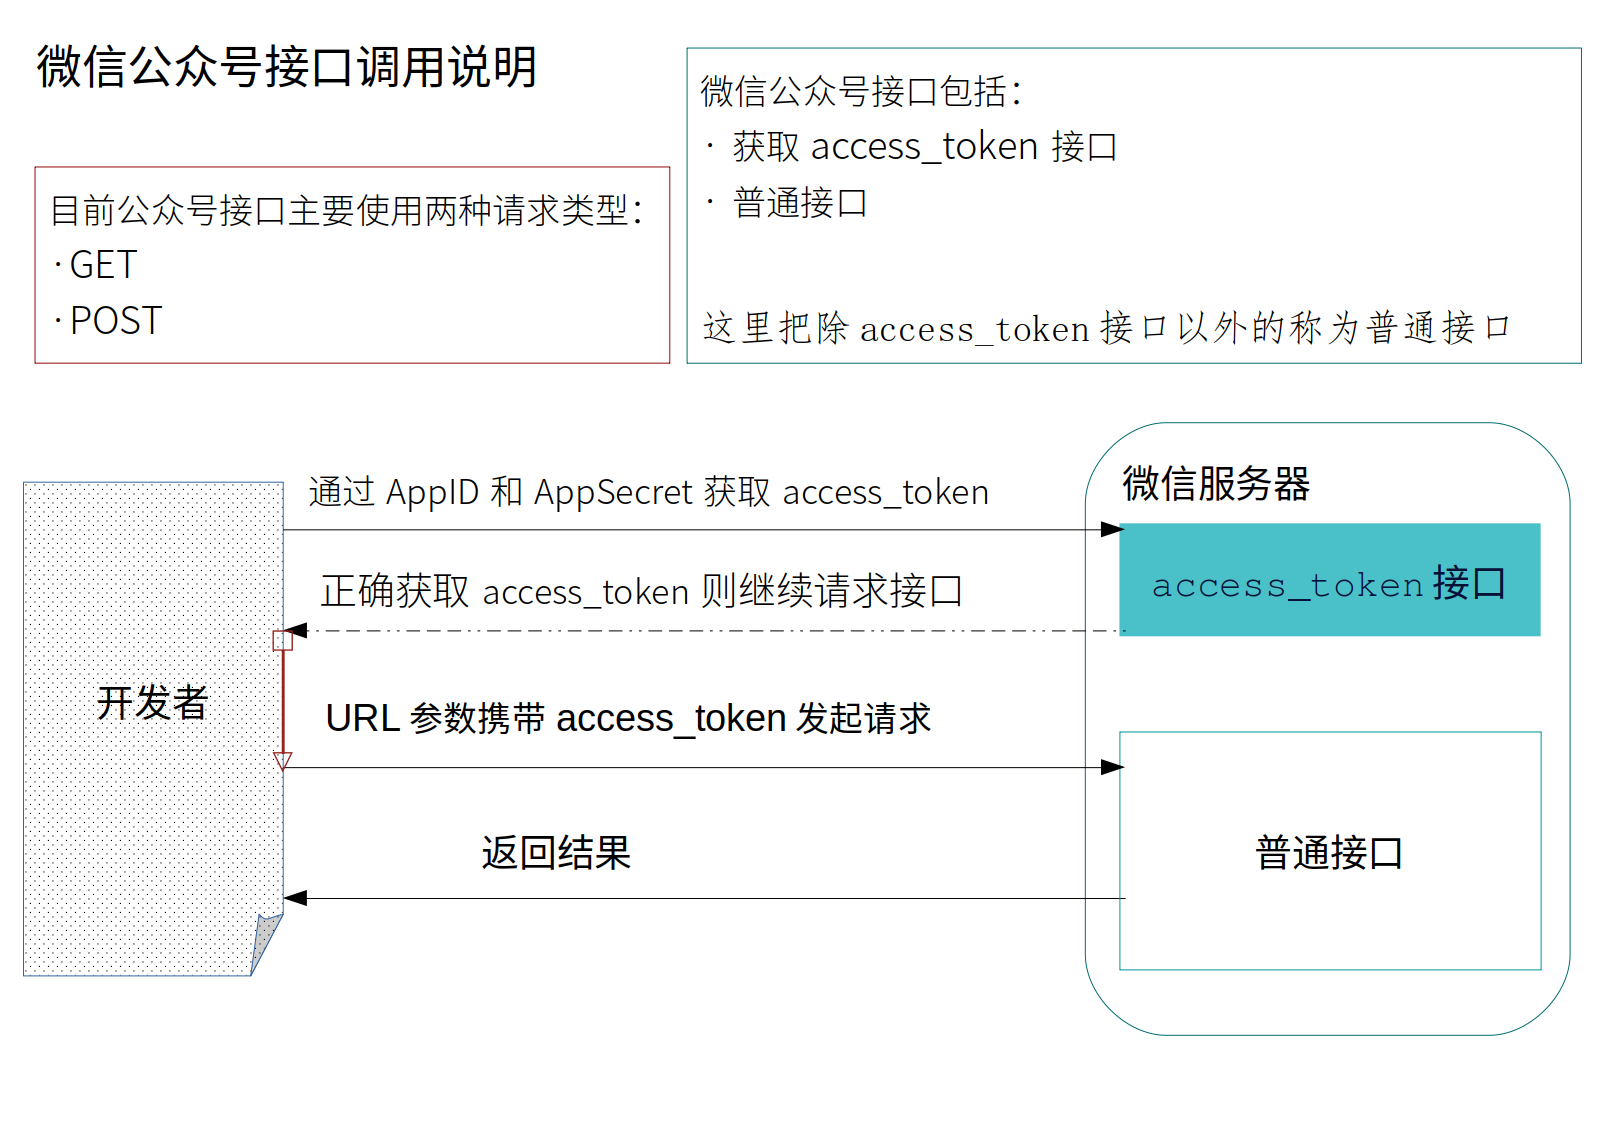 微信公众号接口调用说明
目前公众号接口主要使用两种请求类型：
·GET
·POST
微信公众号接口包括：
· 获取 access_token 接口
· 普通接口
这里把除 access_token 接口以外的称为普通接口
通过 AppID 和 AppSecret 获取 access_token
正确获取 access_token 则继续请求接口
开发者
URL 参数携带 access_token 发起请求
返回结果
微信服务器
access_token 接口
普通接口